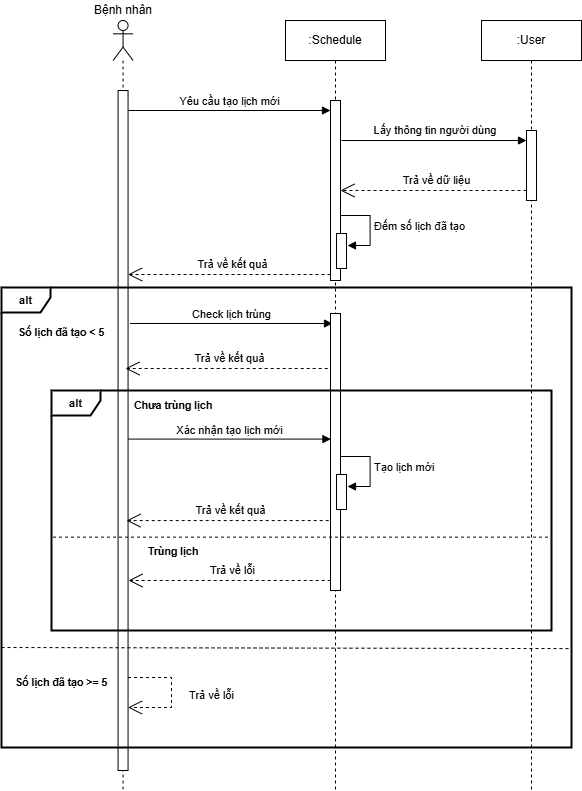 Bệnh nhân
:Schedule
:User
Yêu cầu tạo lịch mới
Lấy thông tin người dùng
Trả về dữ liệu
Đếm số lịch đã tạo
Trả về kết quả
alt
Số lịch đã tạo < 5
Check lịch trùng
Trả về kết quả
alt
Chưa trùng lịch
Xác nhận tạo lịch mới
Tạo lịch mới
Trả về kết quả
Trùng lịch
Trả về lỗi
Số lịch đã tạo >= 5
Trả về lỗi